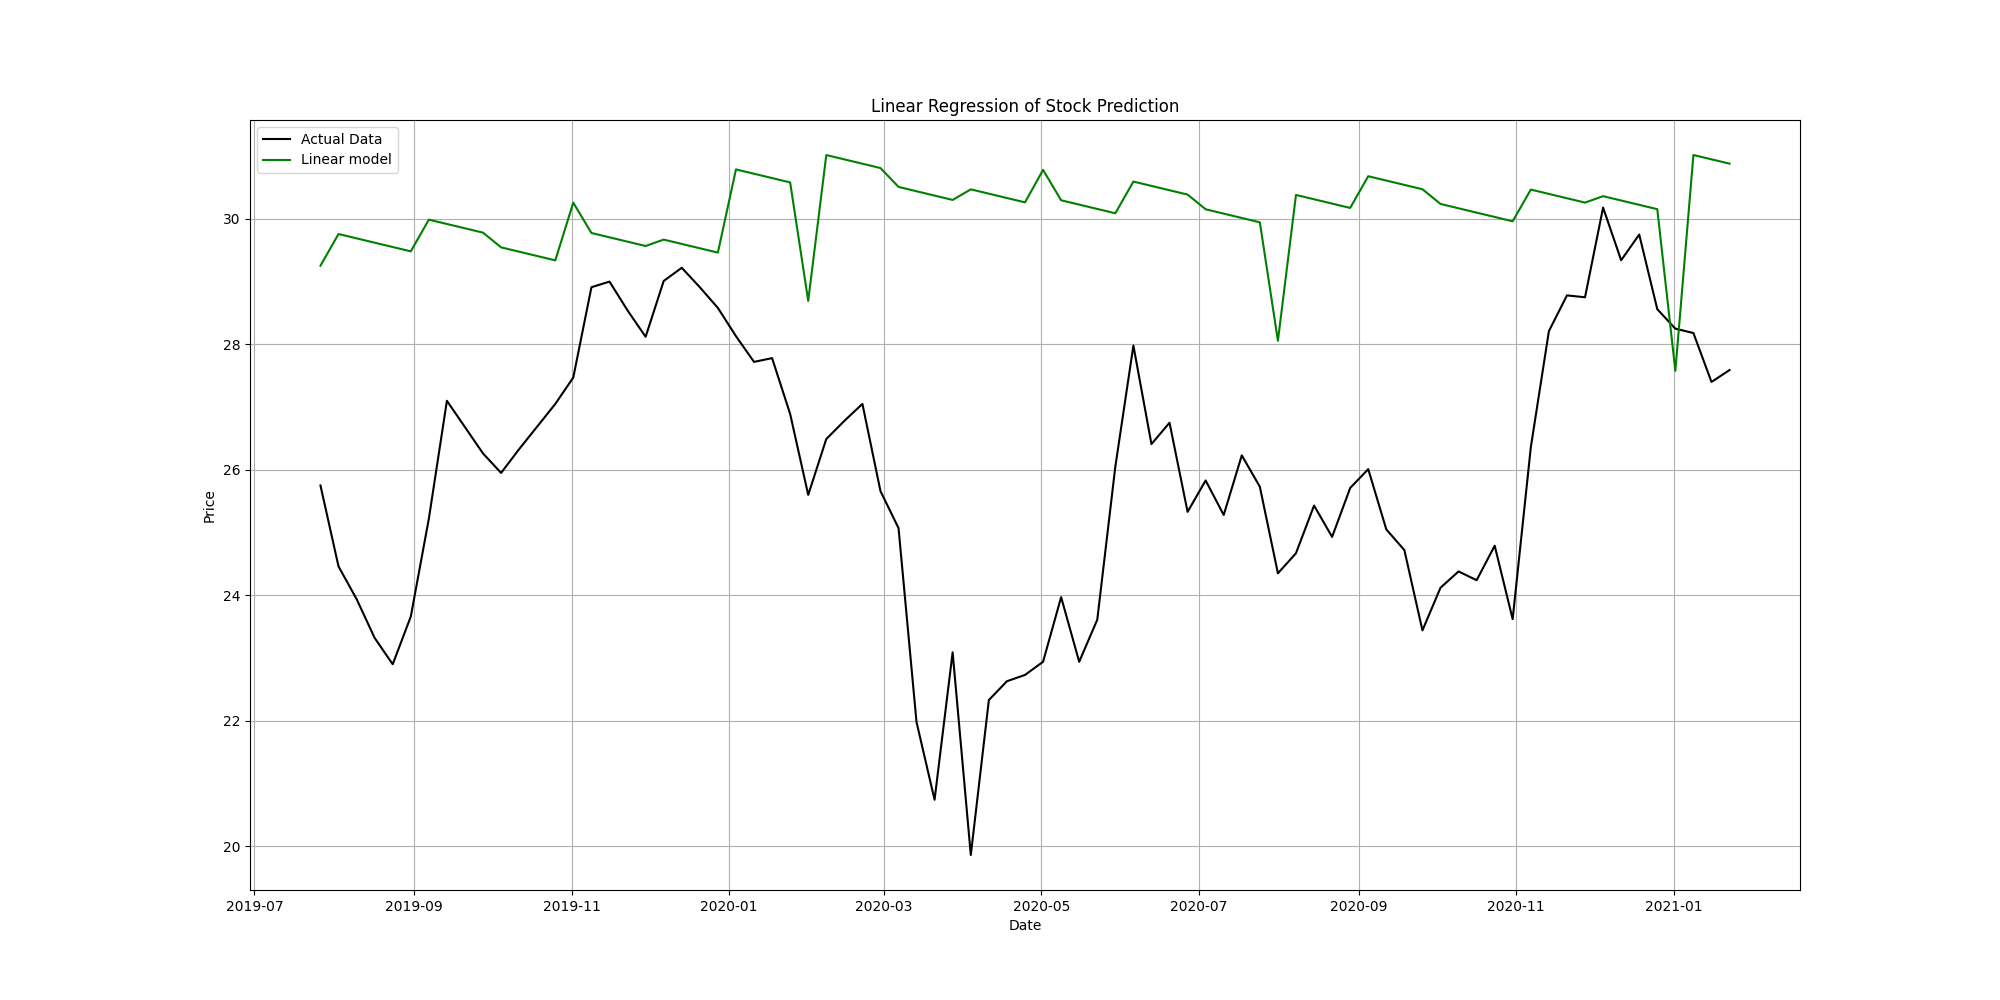 Linear Regression of Stock Prediction
Actual Data
Linear model
30
28
26
24
22
20
Price
2019-07 2019-09 2019-11 2020-01 2020-03 2020-05 2020-07 2020-09 2020-11 2021-01
Date